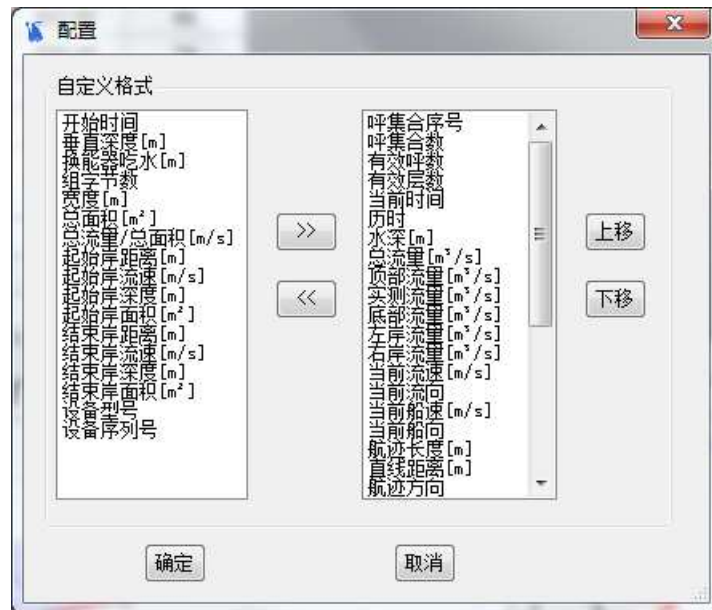 配置
自定义格式
开始时间
垂直深度[m]
换能器吃水[m]
组字节数
宽度[m]
总面积[m²]
总流量/总面积[m/s]
起始岸距离[m]
起始岸流速[m/s]
起始岸深度[m]
起始岸面积[m²]
结束岸距离[m]
结束岸流速[m/s]
结束岸深度[m]
结束岸面积[m²]
设备型号
设备序列号
>>
<<
呯集合序号
呯集合数
有效呯数
有效层数
当前时间
历时
水深[m]
总流量[m³/s]
顶部流量[m³/s]
实测流量[m³/s]
底部流量[m³/s]
左岸流量[m³/s]
右岸流量[m³/s]
当前流速[m/s]
当前流向
当前船速[m/s]
当前船向
航迹长度[m]
直线距离[m]
航迹方向
上移
下移
确定
取消